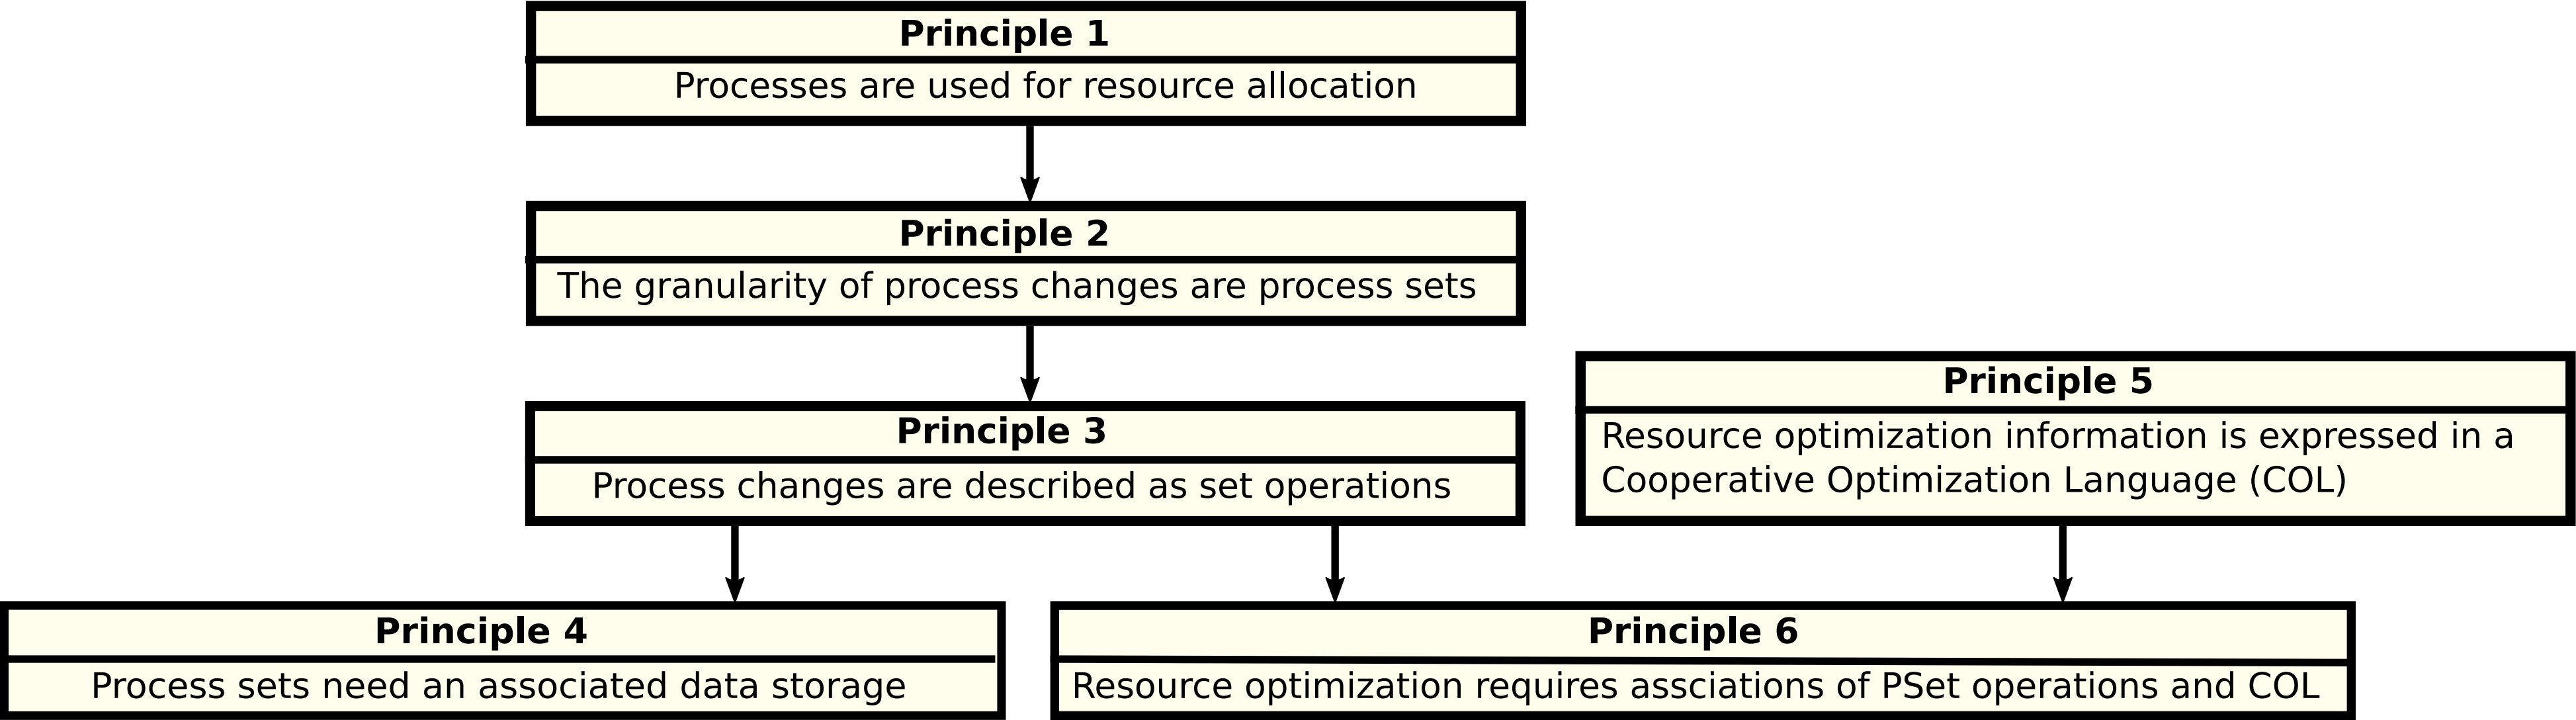 Principle 1
Processes are used for resource allocation
Principle 2
The granularity of process changes are process sets
Principle 3
Process changes are described as set operations
Principle 5
Resource optimization information is expressed in a
Cooperative Optimization Language (COL)
Principle 4
Process sets need an associated data storage
Principle 6
Resource optimization requires assciations of PSet operations and COL